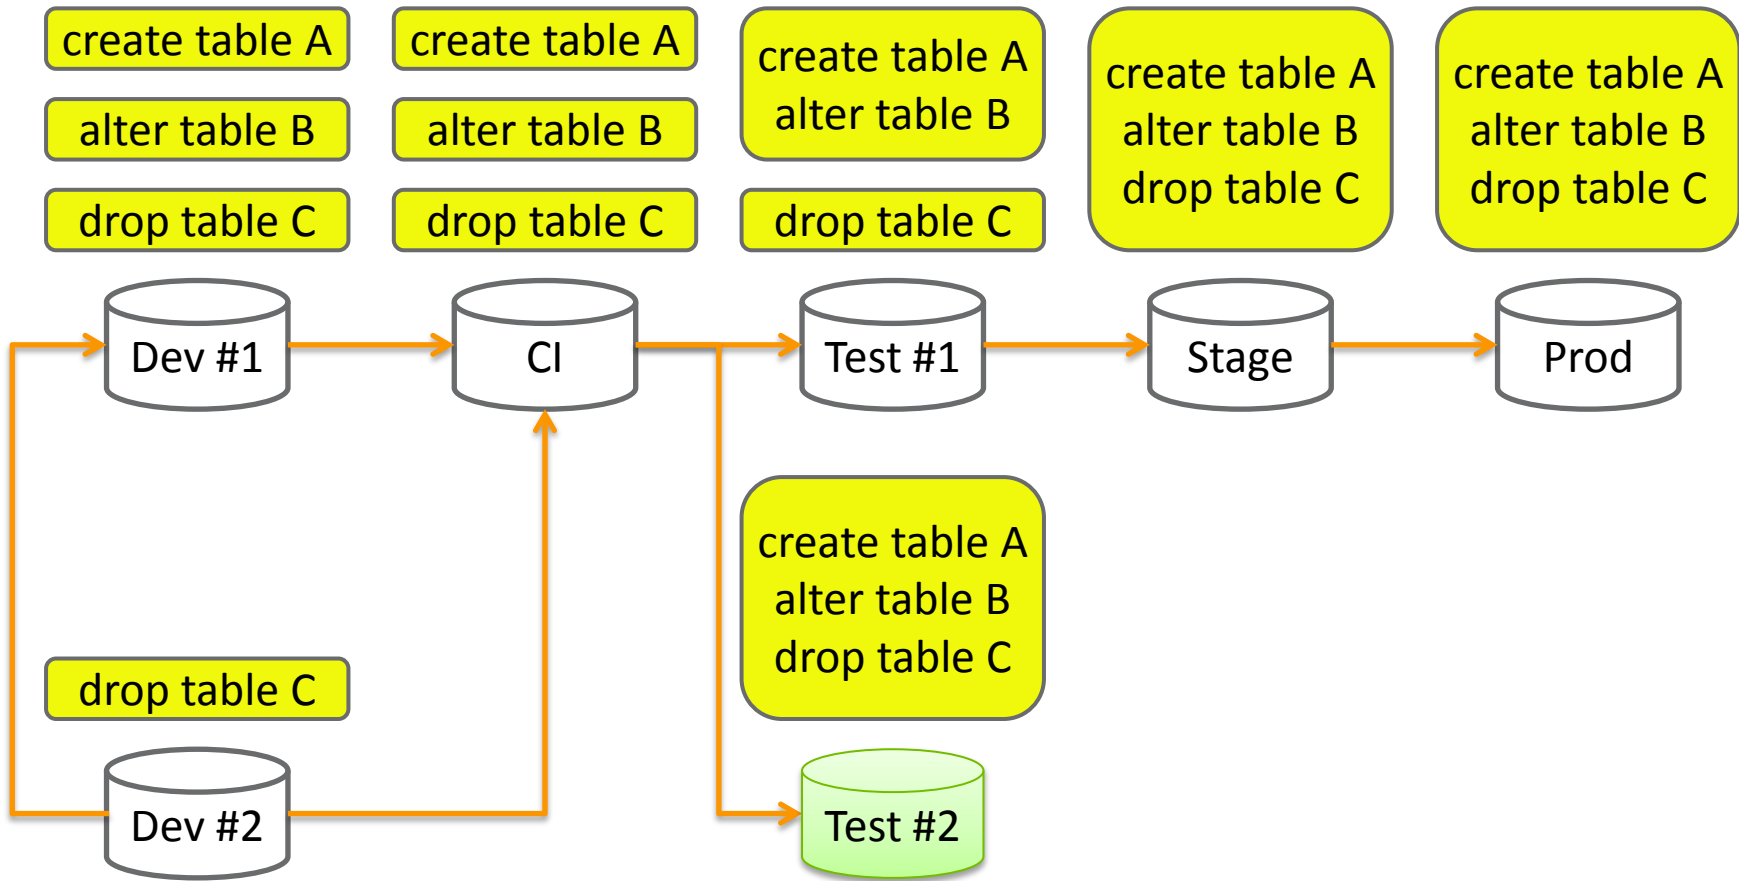 create table A
alter table B
drop table C
Dev #1
create table A
alter table B
drop table C
CI
create table A
alter table B
drop table C
Test #1
create table A
alter table B
drop table C
Stage
create table A
alter table B
drop table C
Prod
drop table C
Dev #2
create table A
alter table B
drop table C
Test #2